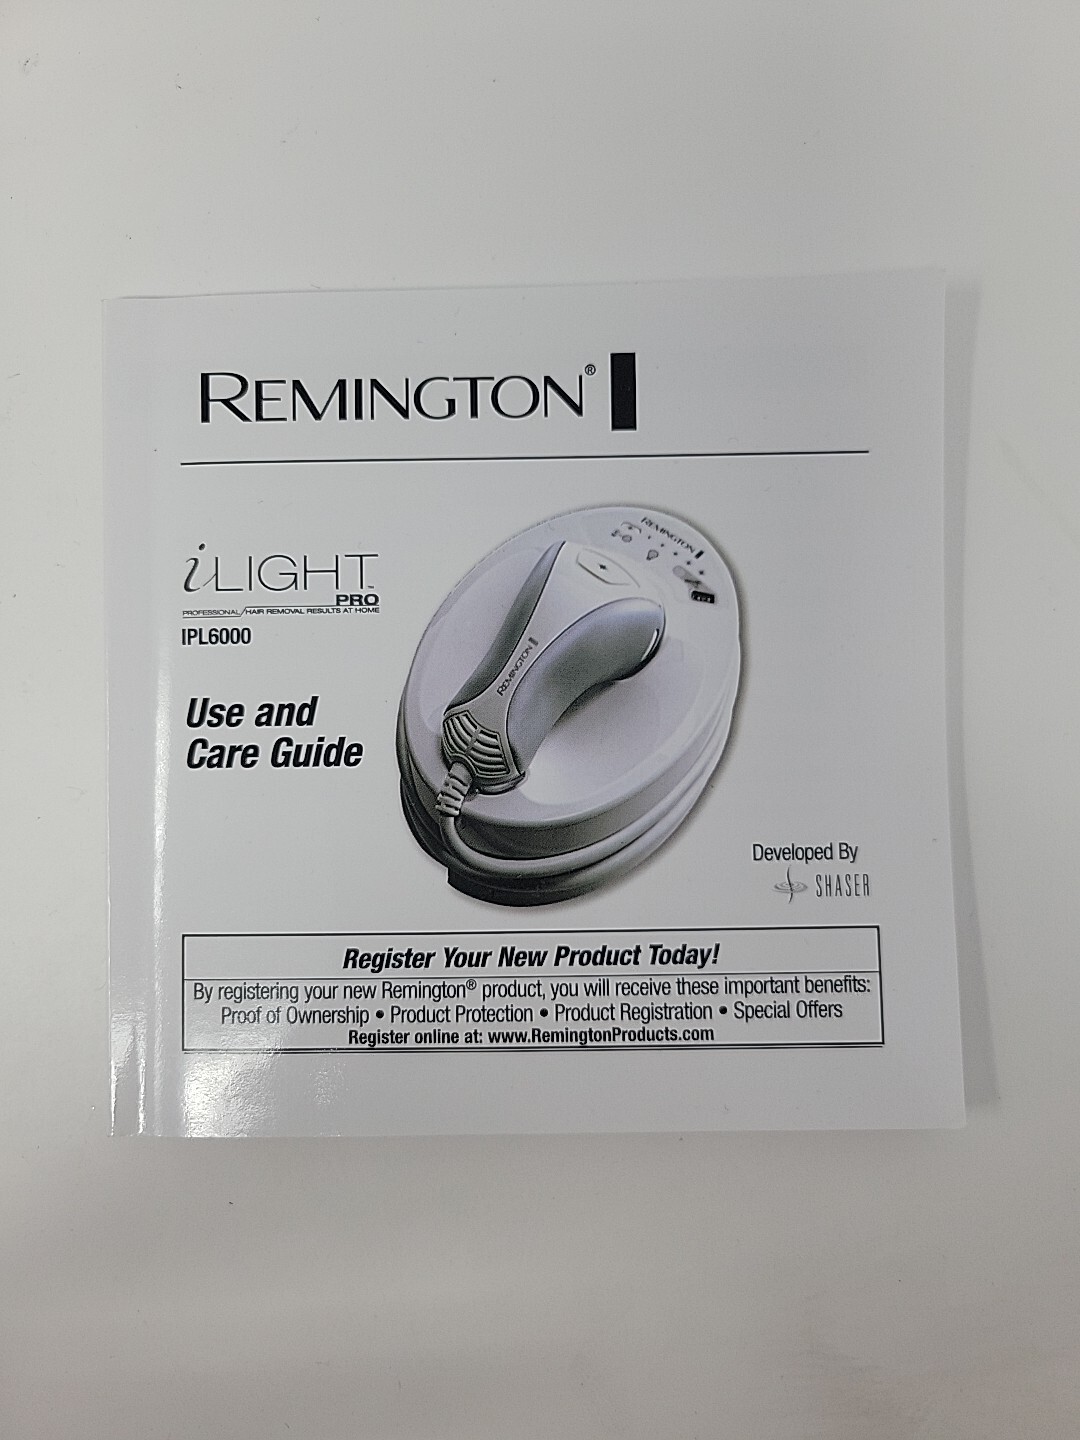 REMINGTON®
iLIGHT™
PRO
PROFESSIONAL/HAIR REMOVAL RESULTS AT HOME
IPL6000
Use and
Care Guide
REMINGTON
REMINGTON
Developed By
SHASER
Register Your New Product Today!
By registering your new Remington® product, you will receive these important benefits:
Proof of Ownership • Product Protection • Product Registration • Special Offers
Register online at: www.RemingtonProducts.com